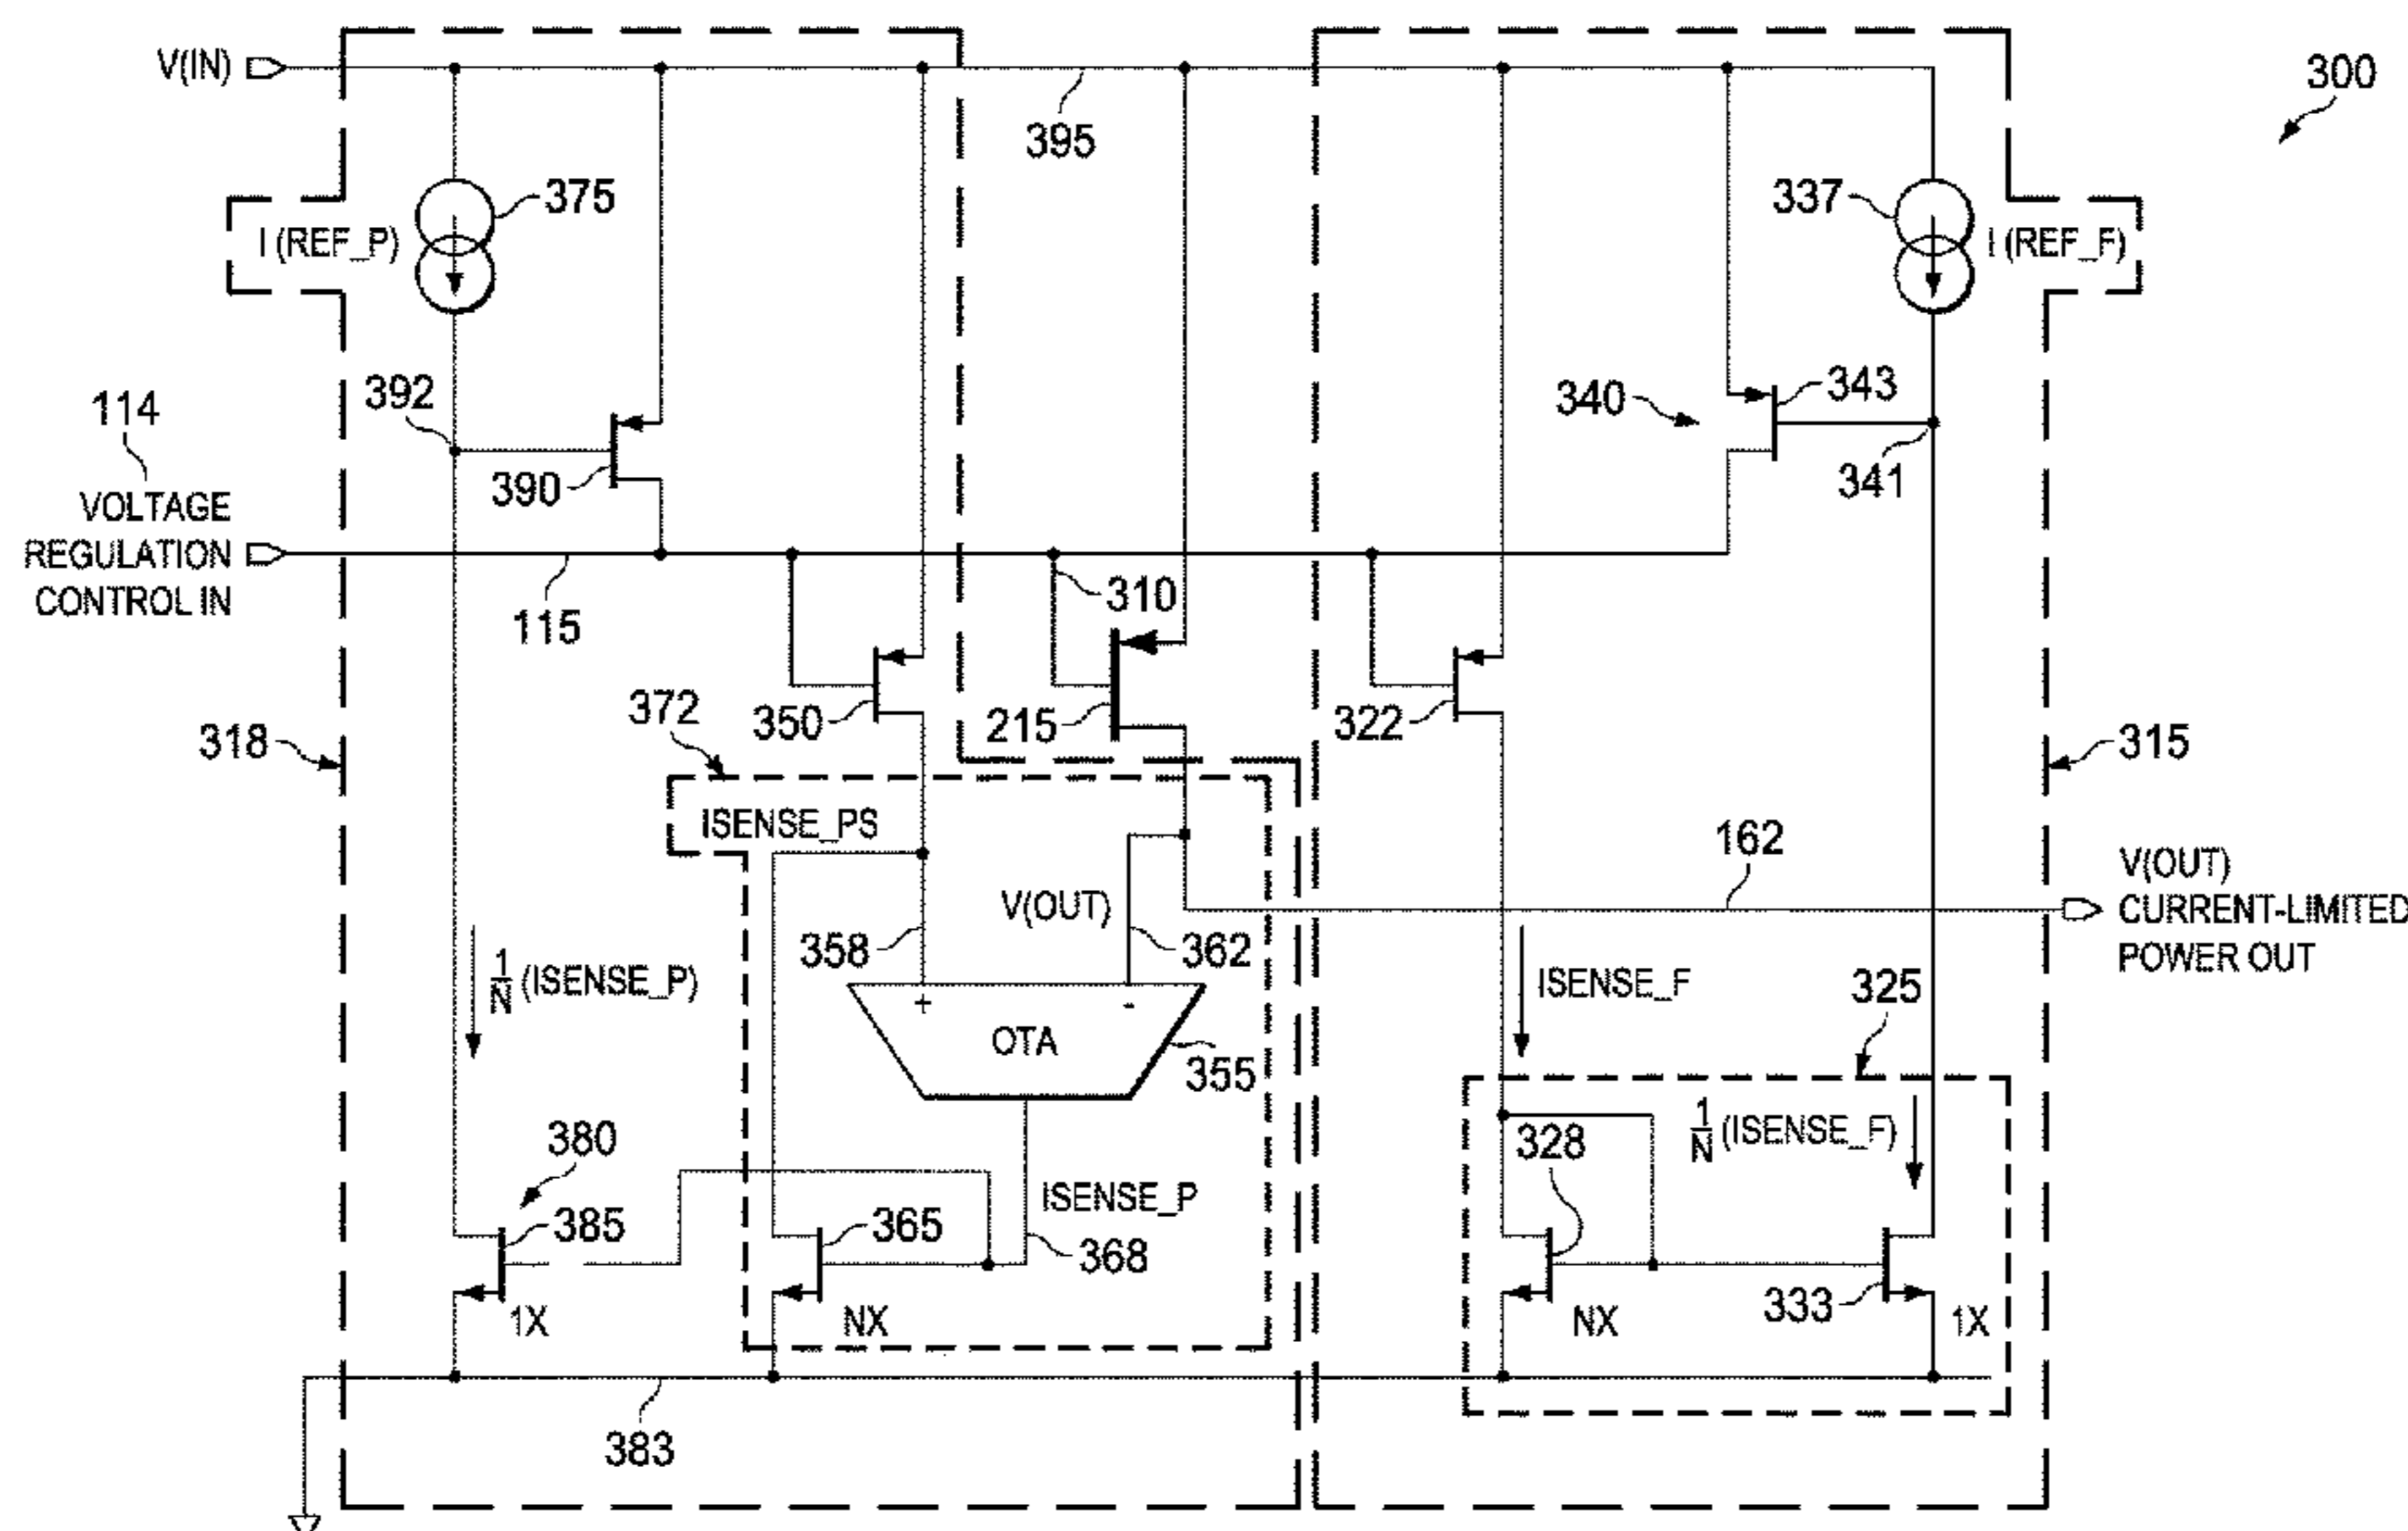 V(IN)
300
395
375
337
I (REF_P)
I (REF_F)
114
392
340
343
VOLTAGE
REGULATION
CONTROL IN
390
341
115
310
372
350
215
322
318
315
ISENSE_PS
162
V(OUT)
V(OUT)
CURRENT-LIMITED
POWER OUT
358
362
1/N (ISENSE_P)
ISENSE_F
325
+
-
OTA
355
380
328
1/N (ISENSE_F)
ISENSE_P
385
365
368
333
1X
NX
NX
1X
383